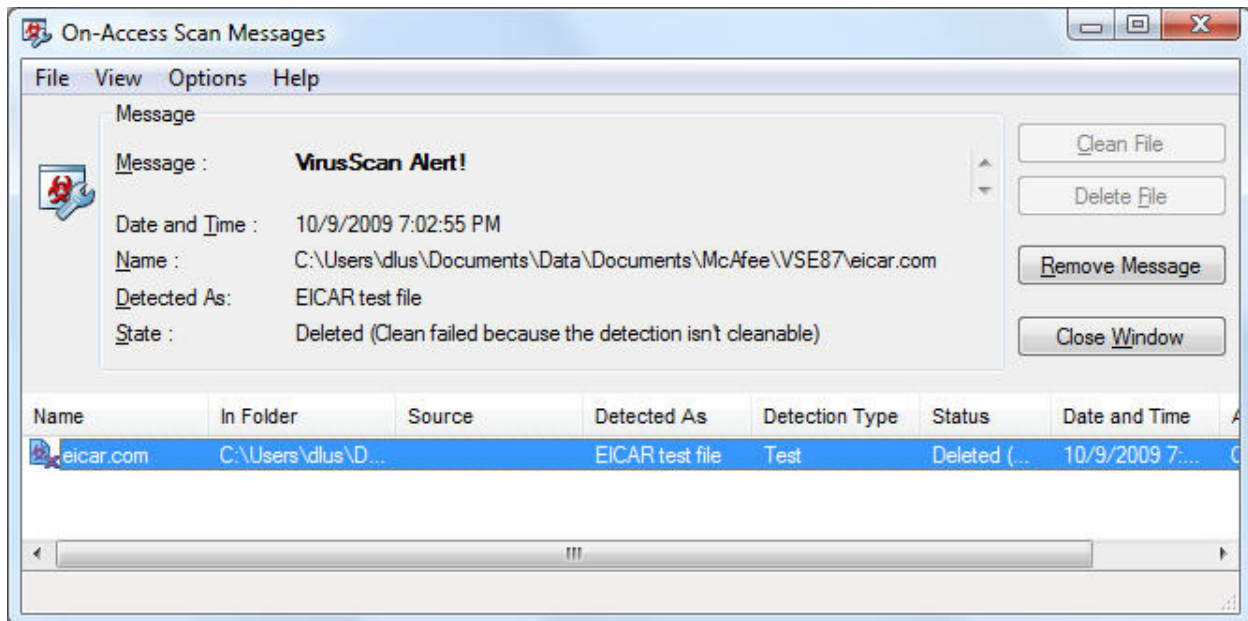 On-Access Scan Messages
File View Options Help
Message
Message : VirusScan Alert!
Date and Time : 10/9/2009 7:02:55 PM
Name : C:\Users\dlus\Documents\Data\Documents\McAfee\VSE87\eicar.com
Detected As: EICAR test file
State : Deleted (Clean failed because the detection isn't cleanable)
Clean File
Delete File
Remove Message
Close Window
Name In Folder Source Detected As Detection Type Status Date and Time A
eicar.com C:\Users\dlus\D... EICAR test file Test Deleted (... 10/9/2009 7:...